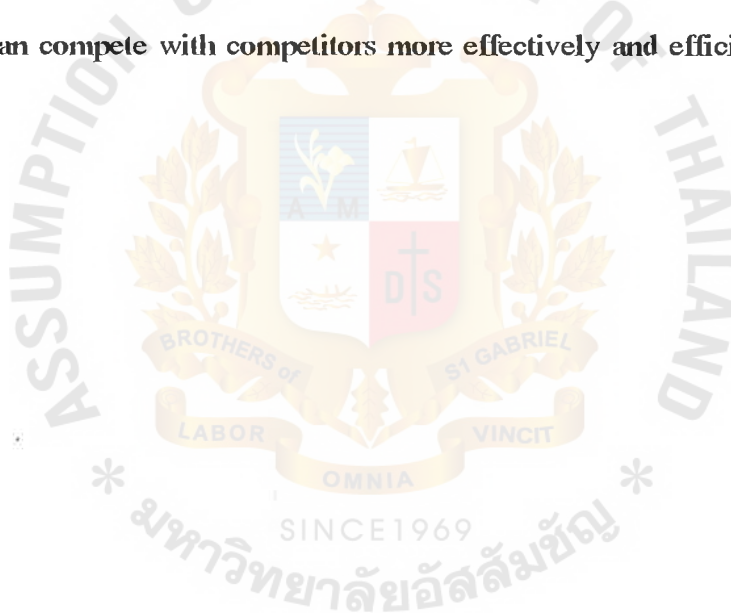 an compete with competitors more effectively and effici
ASSUMPTION
OF
THAILAND
A M
D S
BROTHERS of
ST GABRIEL
LABOR
VINCIT
OMNIA
SINCE1969
มหาวิทยาลัยอัสสัมชัญ